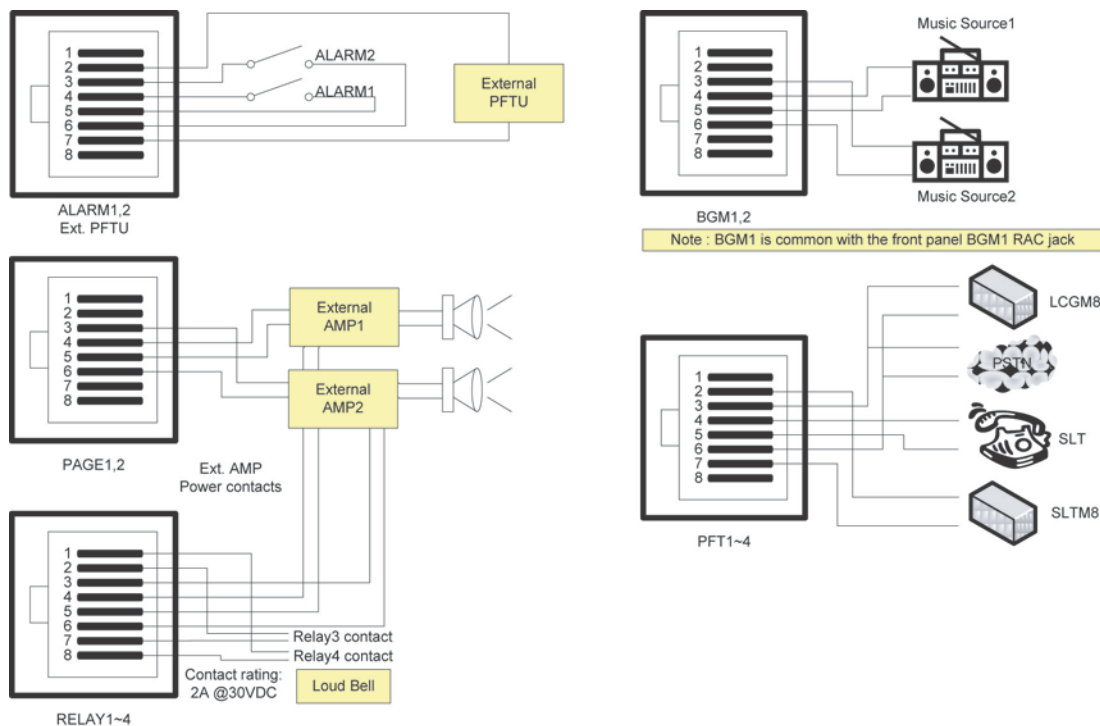 1
2
3
4
5
6
7
8
ALARM2
ALARM1
External
PFTU
ALARM1,2
Ext. PFTU
Music Source1
1
2
3
4
5
6
7
8
Music Source2
BGM1,2
Note : BGM1 is common with the front panel BGM1 RAC jack
1
2
3
4
5
6
7
8
External
AMP1
External
AMP2
PAGE1,2
Ext. AMP
Power contacts
LCGM8
PSTN
1
2
3
4
5
6
7
8
SLT
SLTM8
PFT1~4
1
2
3
4
5
6
7
8
Relay3 contact
Relay4 contact
Contact rating:
2A @30VDC
Loud Bell
RELAY1~4